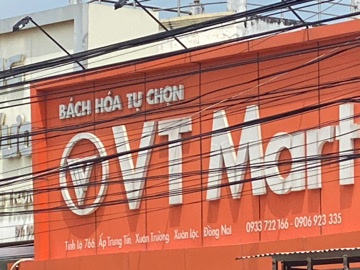 BÁCH HÓA TỰ CHỌN
VT Mart
Tỉnh lộ 766, Ấp Trung Tín, Xuân Trường, Xuân Lộc, Đồng Nai
0933 722 166 - 0906 923 335